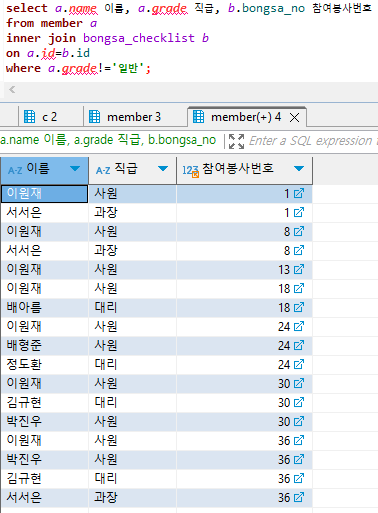 select a.name 이름, a.grade 직급, b.bongsa_no 참여봉사번호
from member a
inner join bongsa_checklist b
on a.id=b.id
where a.grade!='일반';
c 2 member 3 member(+) 4
a.name 이름, a.grade 직급, b.bongsa_no Enter a SQL expression t
A-Z 이름 A-Z 직급 123 참여봉사번호
이원재 사원 1
서서은 과장 1
이원재 사원 8
서서은 과장 8
이원재 사원 13
이원재 사원 18
배아름 대리 18
이원재 사원 24
배형준 사원 24
정도환 대리 24
이원재 사원 30
김규현 대리 30
박진우 사원 30
이원재 사원 36
박진우 사원 36
김규현 대리 36
서서은 과장 36